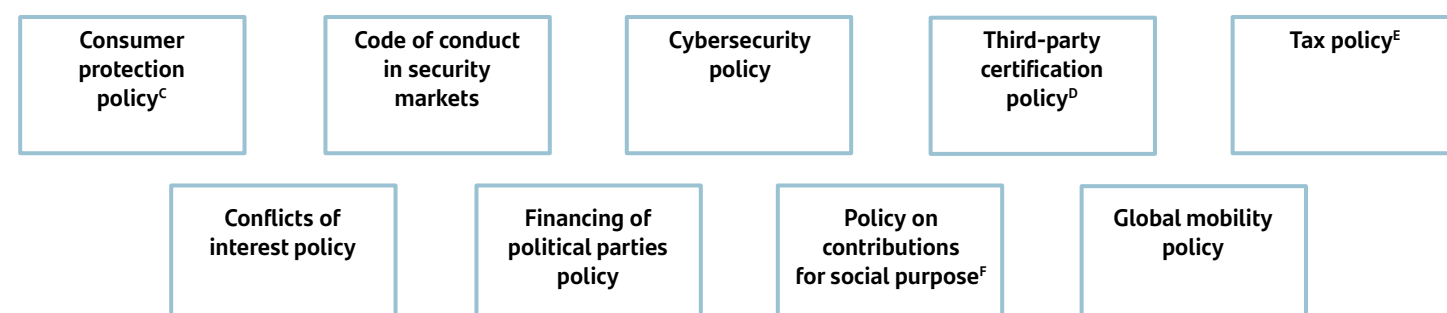 Consumer
protection
policyC
Code of conduct
in security
markets
Cybersecurity
policy
Third-party
certification
policyD
Tax policyE
Conflicts of
interest policy
Financing of
political parties
policy
Policy on
contributions
for social purposeF
Global mobility
policy